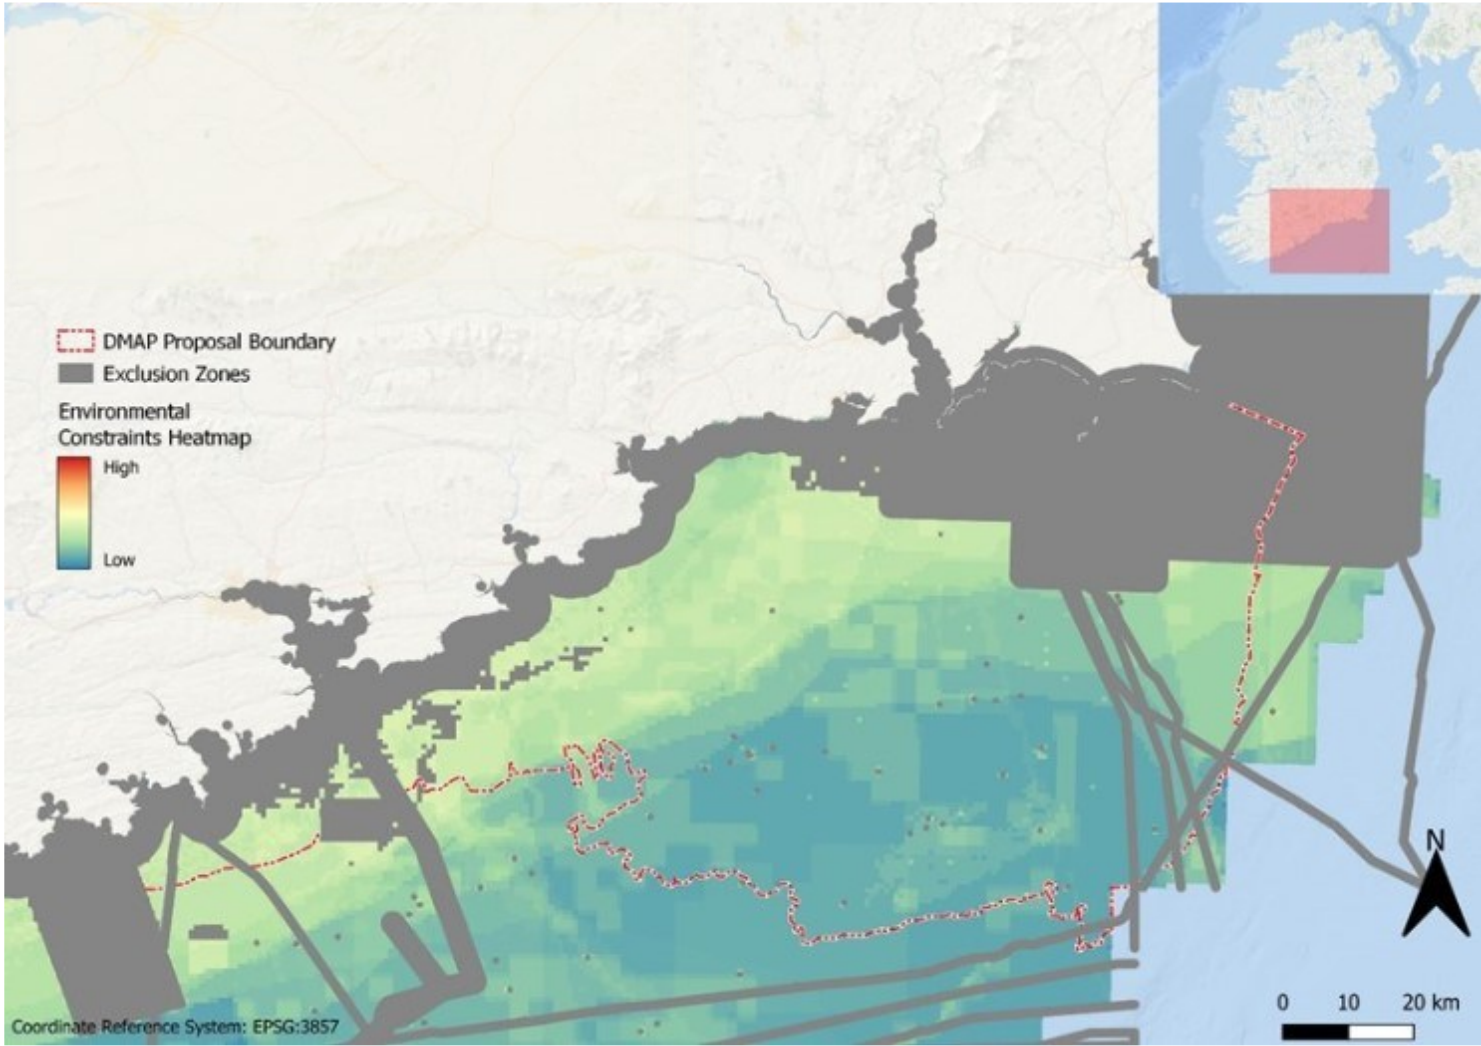 DMAP Proposal Boundary
Exclusion Zones
Environmental
Constraints Heatmap
High
Low
N
0 10 20 km
Coordinate Reference System: EPSG:3857